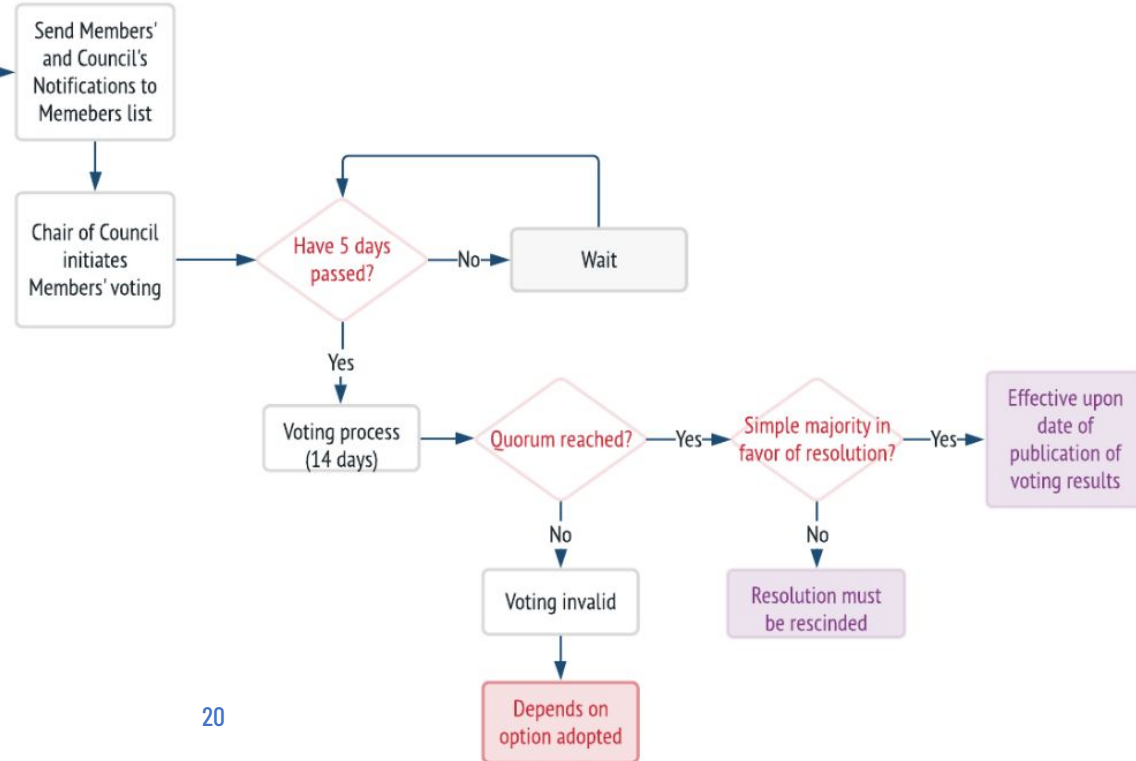 Send Members'
and Council's
Notifications to
Memebers list
Chair of Council
initiates
Members' voting
Have 5 days
passed?
No
Wait
Yes
Voting process
(14 days)
Quorum reached?
Yes
Simple majority in
favor of resolution?
Yes
Effective upon
date of
publication of
voting results
No
Voting invalid
No
Resolution must
be rescinded
Depends on
option adopted
20